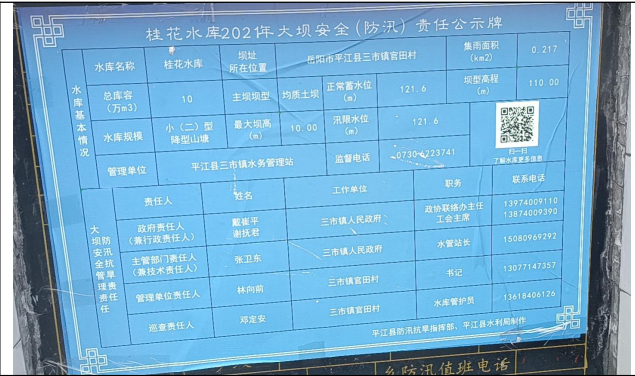 桂花水库2021年大坝安全(防汛)责任公示牌
水库基本情况
水库名称 桂花水库 坝址所在位置 岳阳市平江县三市镇官田村 集雨面积(km2) 0.217
总库容(万m3) 10 主坝坝型 均质土坝 正常蓄水位(m) 121.6 坝型高程(m) 110.00
水库规模 小(二)型降型山塘 最大坝高(m) 10.00 汛限水位(m) 121.6
扫一扫
了解水库更多信息
管理单位 平江县三市镇水务管理站 监督电话 0730-6223741
大坝安全管理责任 防汛抗旱责任
责任人 姓名 工作单位 职务 联系电话
政府责任人(兼行政责任人) 戴崔平 谢抚君 三市镇人民政府 政协联络办主任 工会主席 13974009110 13874009390
主管部门责任人(兼技术责任人) 张卫东 三市镇人民政府 水管站长 15080969292
管理单位责任人 林向前 三市镇官田村 书记 13077147357
巡查责任人 邓定安 三市镇官田村 水库管护员 13618406126
平江县防汛抗旱指挥部、平江县水利局制作
乡防汛值班电话